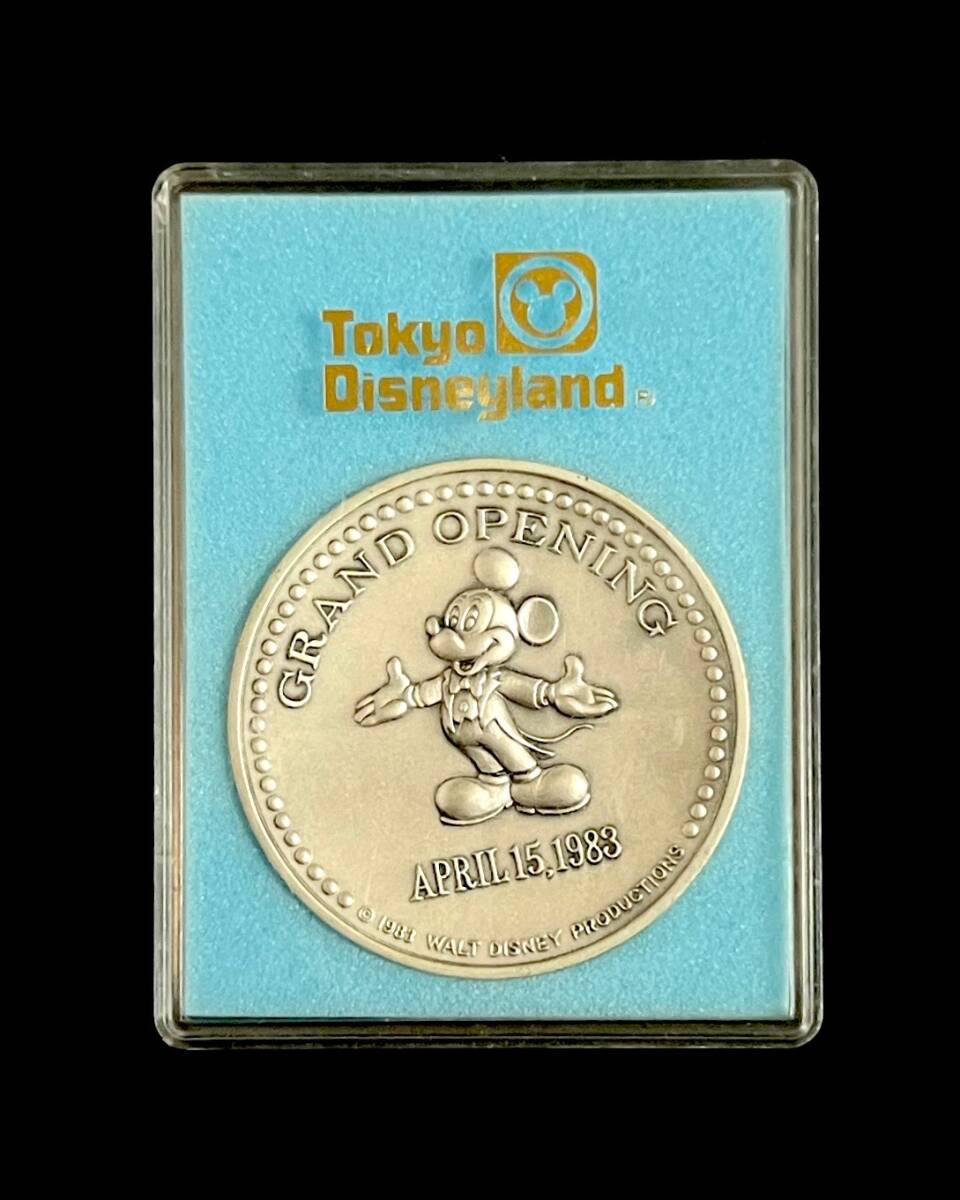 Tokyo
Disneyland ®
GRAND OPENING
APRIL 15, 1983
© 1983 WALT DISNEY PRODUCTIONS